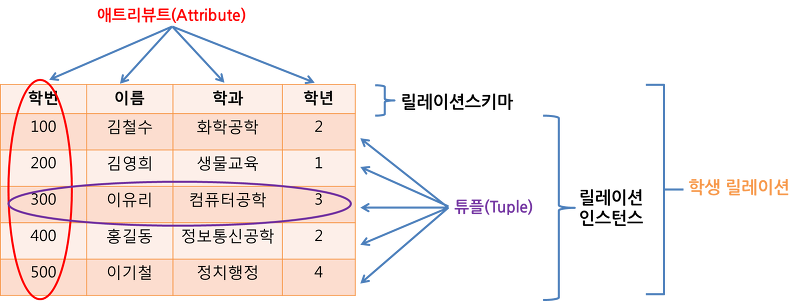 애트리뷰트(Attribute)
학번 이름 학과 학년
100 김철수 화학공학 2
200 김영희 생물교육 1
300 이유리 컴퓨터공학 3
400 홍길동 정보통신공학 2
500 이기철 정치행정 4
릴레이션스키마
튜플(Tuple)
릴레이션
인스턴스
학생 릴레이션